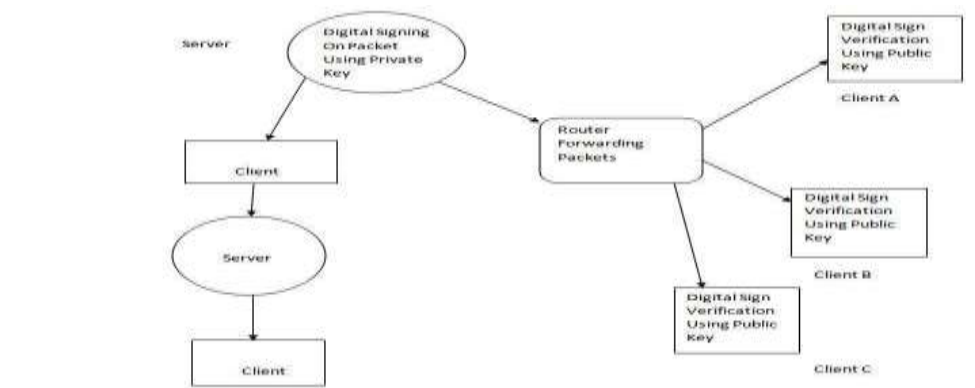 Server
Digital Signing
On Packet
Using Private
Key
Digital Sign
Verification
Using Public
Key
Client A
Router
Forwarding
Packets
Client
Digital Sign
Verification
Using Public
Key
Client B
Server
Digital Sign
Verification
Using Public
Key
Client C
Client